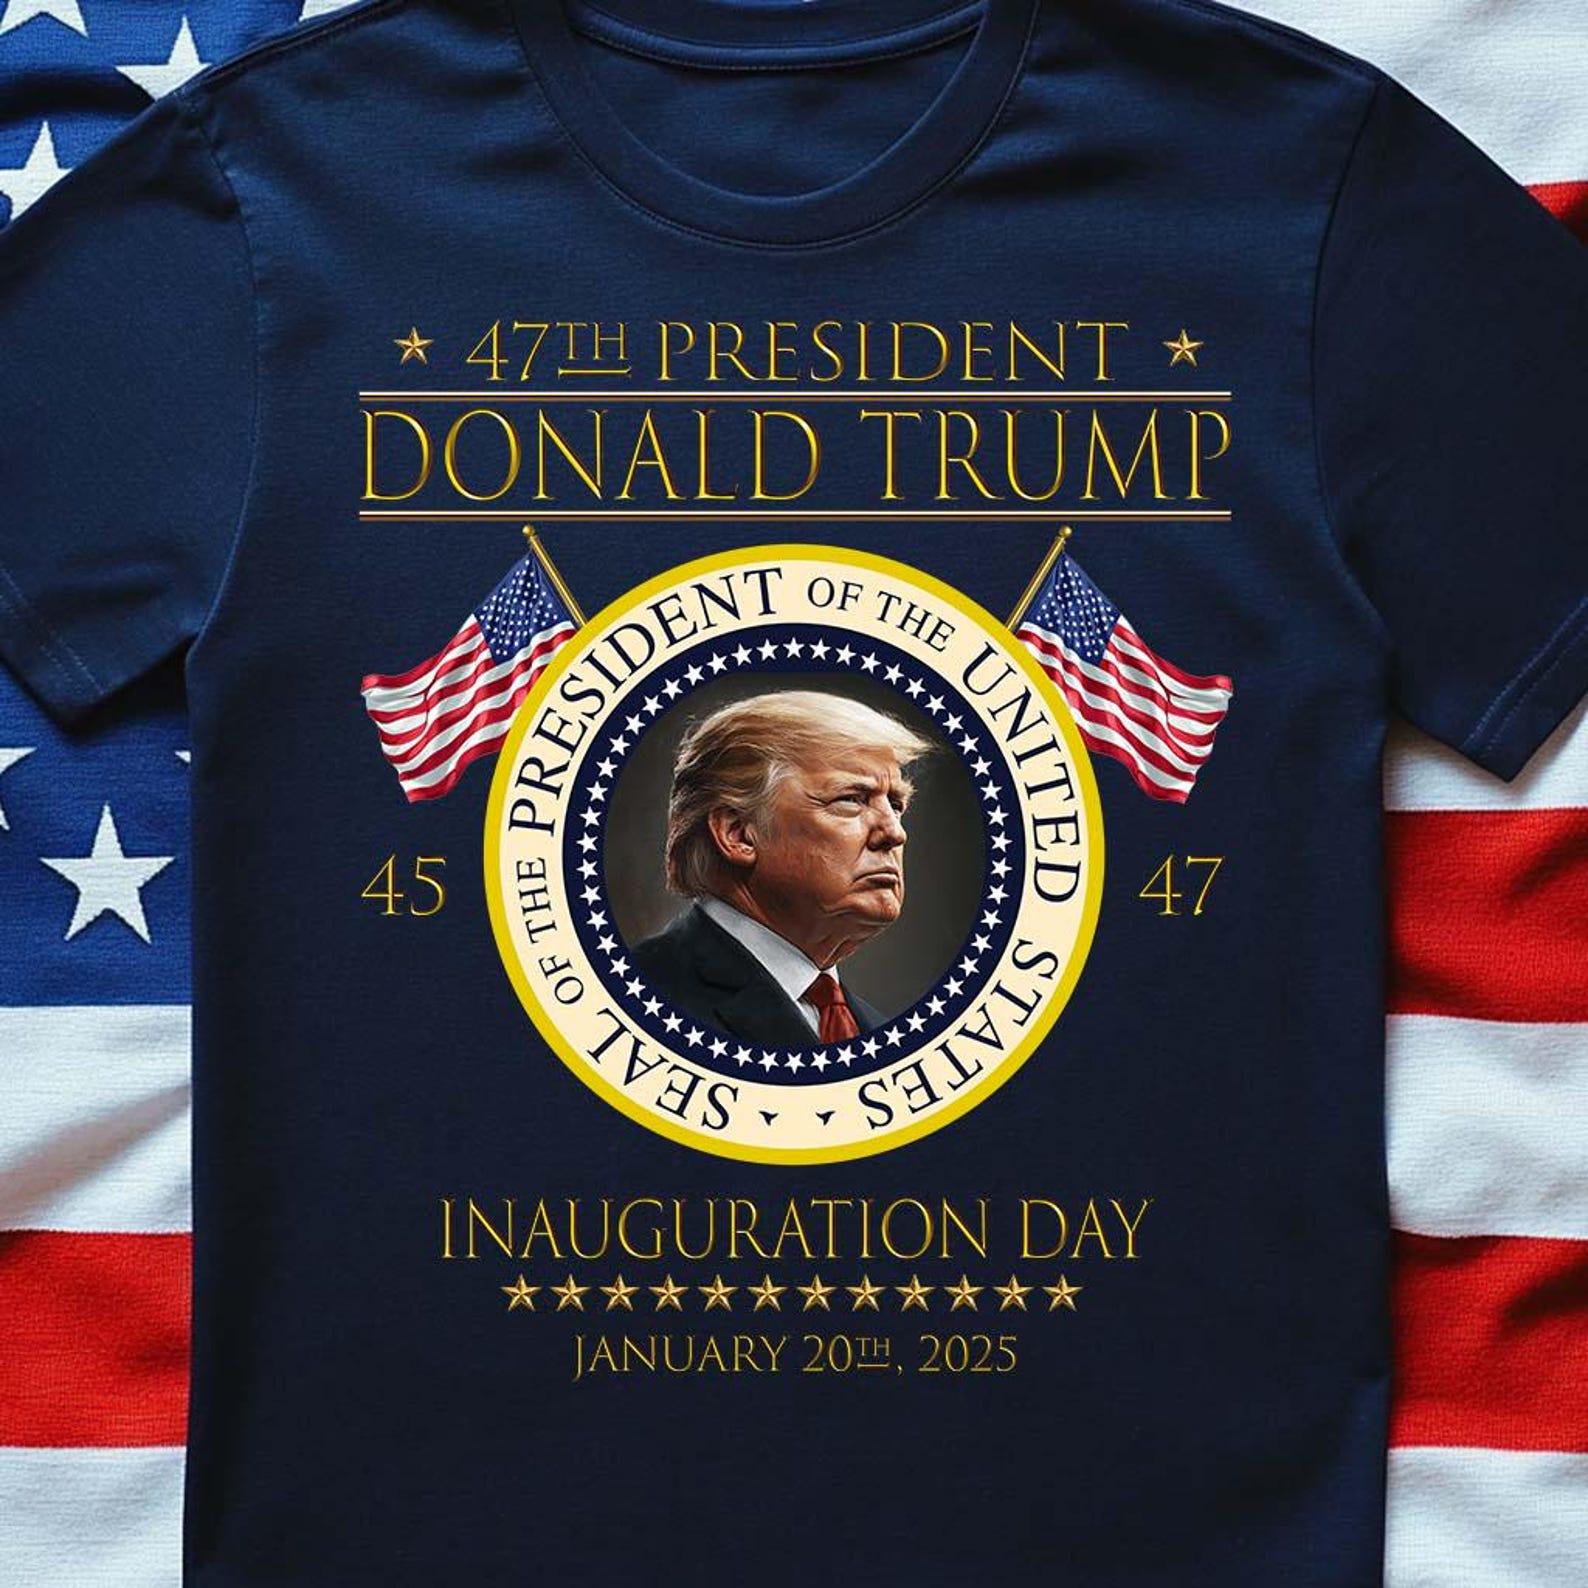 47TH PRESIDENT
DONALD TRUMP
SEAL OF THE PRESIDENT OF THE UNITED STATES
45
47
INAUGURATION DAY
JANUARY 20TH, 2025